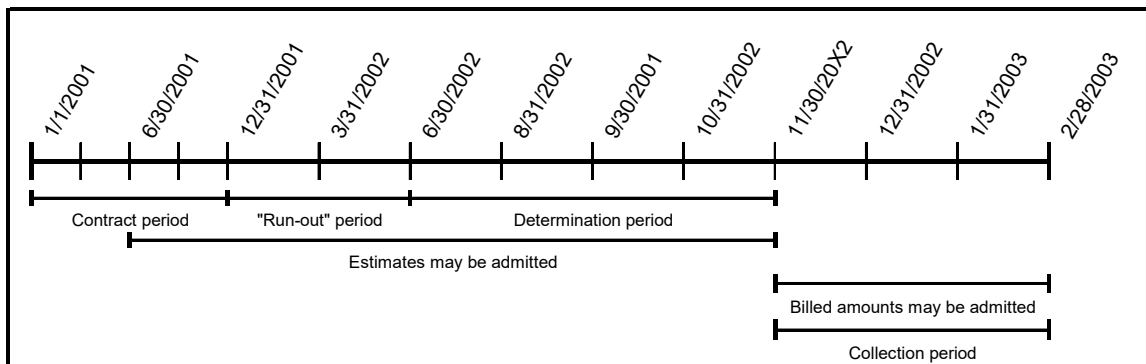 1/1/2001
6/30/2001
12/31/2001
3/31/2002
6/30/2002
8/31/2002
9/30/2001
10/31/2002
11/30/20X2
12/31/2002
1/31/2003
2/28/2003
Contract period
"Run-out" period
Determination period
Estimates may be admitted
Billed amounts may be admitted
Collection period